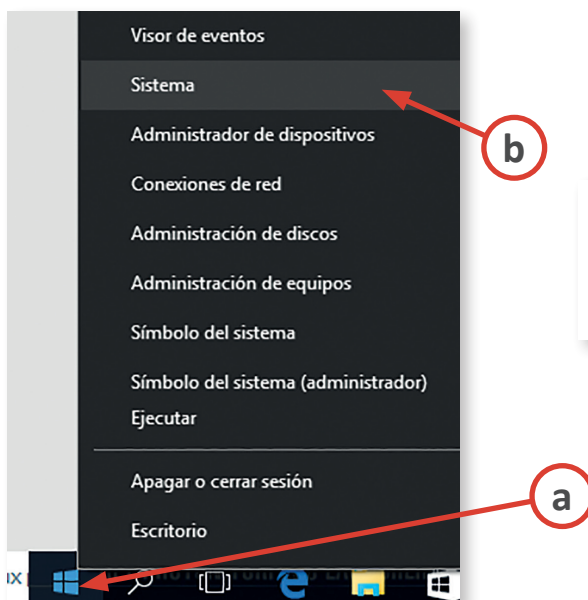 Visor de eventos
Sistema
b
Administrador de dispositivos
Conexiones de red
Administración de discos
Administración de equipos
Símbolo del sistema
Símbolo del sistema (administrador)
Ejecutar
Apagar o cerrar sesión
a
Escritorio